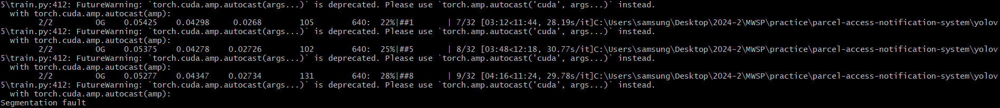 5\train.py:412: FutureWarning: `torch.cuda.amp.autocast(args...)` is deprecated. Please use `torch.amp.autocast('cuda', args...)` instead.
  with torch.cuda.amp.autocast(amp):
        2/2         0G    0.05425    0.04298     0.0268        105        640:  22%|##1       | 7/32 [03:12<11:44, 28.19s/it]C:\Users\samsung\Desktop\2024-2\MWSP\practice\parcel-access-notification-system\yolov
5\train.py:412: FutureWarning: `torch.cuda.amp.autocast(args...)` is deprecated. Please use `torch.amp.autocast('cuda', args...)` instead.
  with torch.cuda.amp.autocast(amp):
        2/2         0G    0.05375    0.04278    0.02726        102        640:  25%|##5       | 8/32 [03:48<12:18, 30.77s/it]C:\Users\samsung\Desktop\2024-2\MWSP\practice\parcel-access-notification-system\yolov
5\train.py:412: FutureWarning: `torch.cuda.amp.autocast(args...)` is deprecated. Please use `torch.amp.autocast('cuda', args...)` instead.
  with torch.cuda.amp.autocast(amp):
        2/2         0G    0.05277    0.04347    0.02734        131        640:  28%|##8       | 9/32 [04:16<11:24, 29.78s/it]C:\Users\samsung\Desktop\2024-2\MWSP\practice\parcel-access-notification-system\yolov
5\train.py:412: FutureWarning: `torch.cuda.amp.autocast(args...)` is deprecated. Please use `torch.amp.autocast('cuda', args...)` instead.
  with torch.cuda.amp.autocast(amp):
Segmentation fault